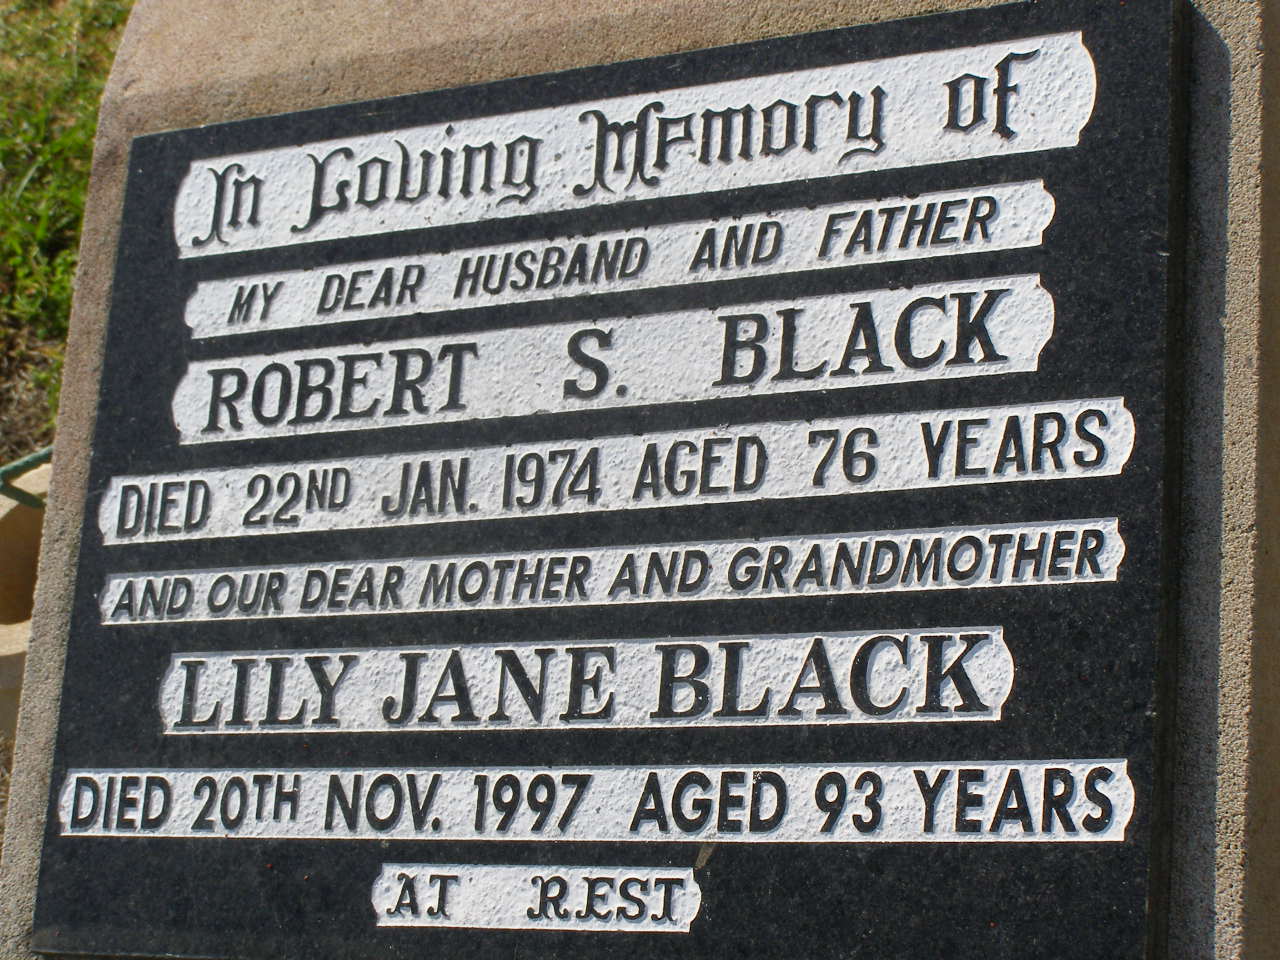 In Loving Memory of
MY DEAR HUSBAND AND FATHER
ROBERT S. BLACK
DIED 22ND JAN. 1974 AGED 76 YEARS
AND OUR DEAR MOTHER AND GRANDMOTHER
LILY JANE BLACK
DIED 20TH NOV. 1997 AGED 93 YEARS
AT REST